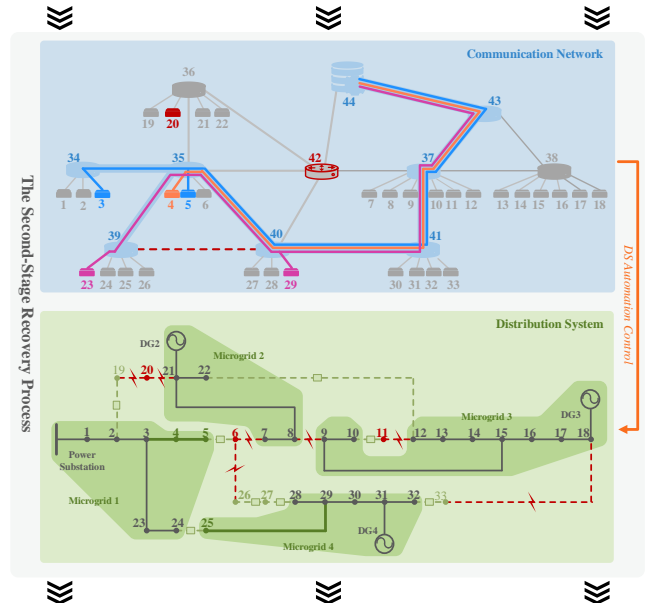 Communication Network
36
44
43
19 20 21 22
42
34
35
37
38
1 2 3
4 5 6
7 8 9 10 11 12
13 14 15 16 17 18
39
40
41
23 24 25 26
27 28 29
30 31 32 33
The Second-Stage Recovery Process
DS Automation Control
Distribution System
DG2
Microgrid 2
19 20 21 22
DG3
Microgrid 3
1 2 3 4 5 6 7 8 9 10 11 12 13 14 15 16 17 18
Power
Substation
Microgrid 1
26 27 28 29 30 31 32 33
23 24 25
DG4
Microgrid 4